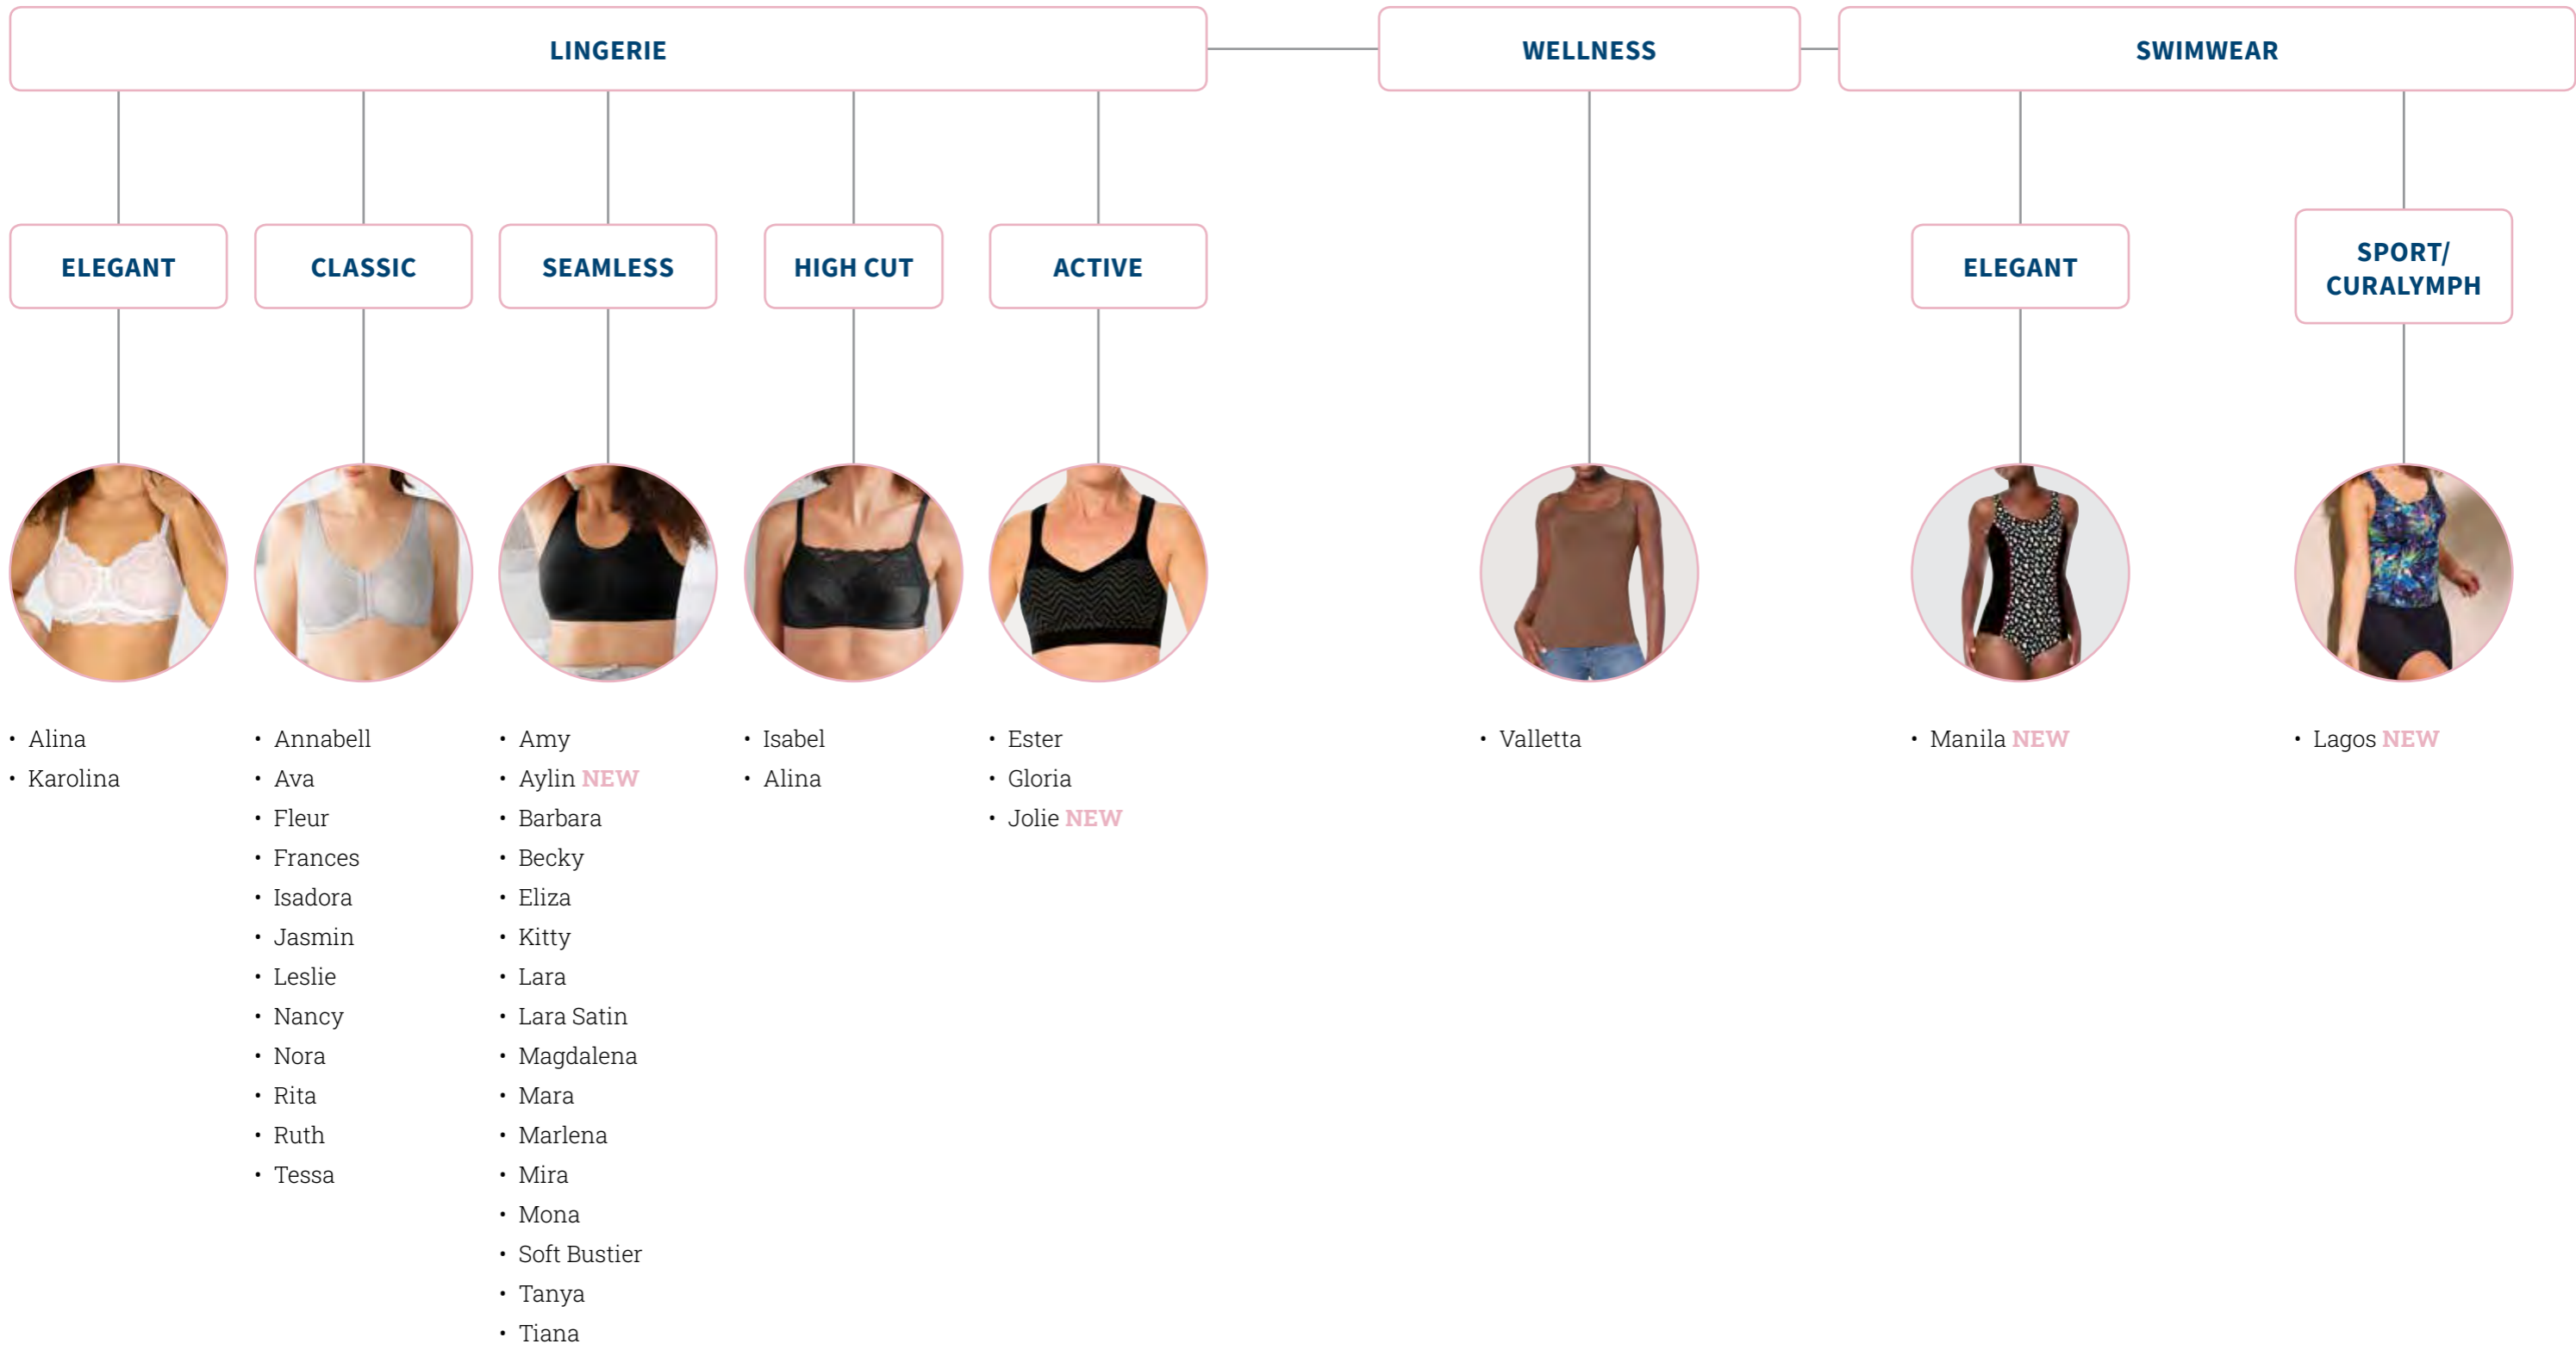 LINGERIE
WELLNESS
SWIMWEAR
ELEGANT
CLASSIC
SEAMLESS
HIGH CUT
ACTIVE
ELEGANT
SPORT/
CURALYMPH
• Alina
• Karolina
• Annabell
• Ava
• Fleur
• Frances
• Isadora
• Jasmin
• Leslie
• Nancy
• Nora
• Rita
• Ruth
• Tessa
• Amy
• Aylin NEW
• Barbara
• Becky
• Eliza
• Kitty
• Lara
• Lara Satin
• Magdalena
• Mara
• Marlena
• Mira
• Mona
• Soft Bustier
• Tanya
• Tiana
• Isabel
• Alina
• Ester
• Gloria
• Jolie NEW
• Valletta
• Manila NEW
• Lagos NEW